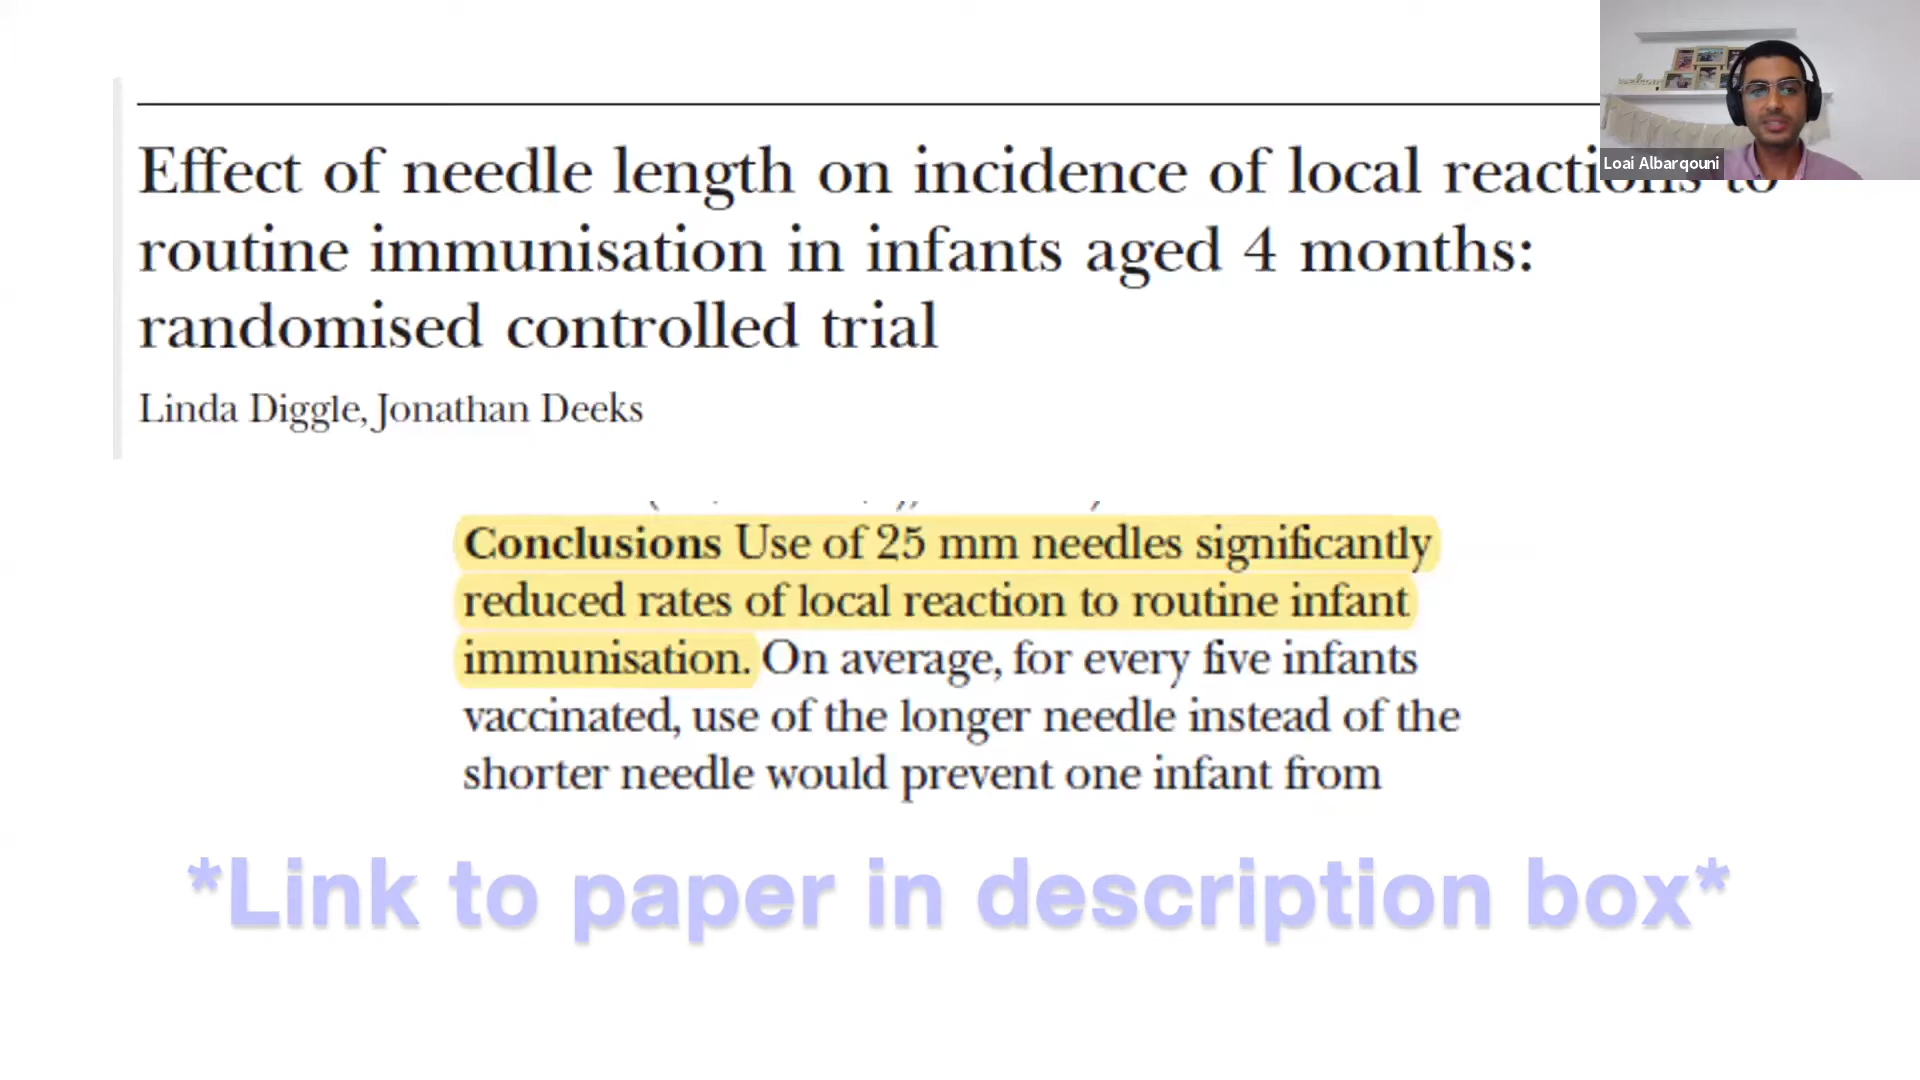 Effect of needle length on incidence of local reactions to
routine immunisation in infants aged 4 months:
randomised controlled trial
Linda Diggle, Jonathan Deeks
Loai Albarqouni
Conclusions Use of 25 mm needles significantly
reduced rates of local reaction to routine infant
immunisation. On average, for every five infants
vaccinated, use of the longer needle instead of the
shorter needle would prevent one infant from
*Link to paper in description box*